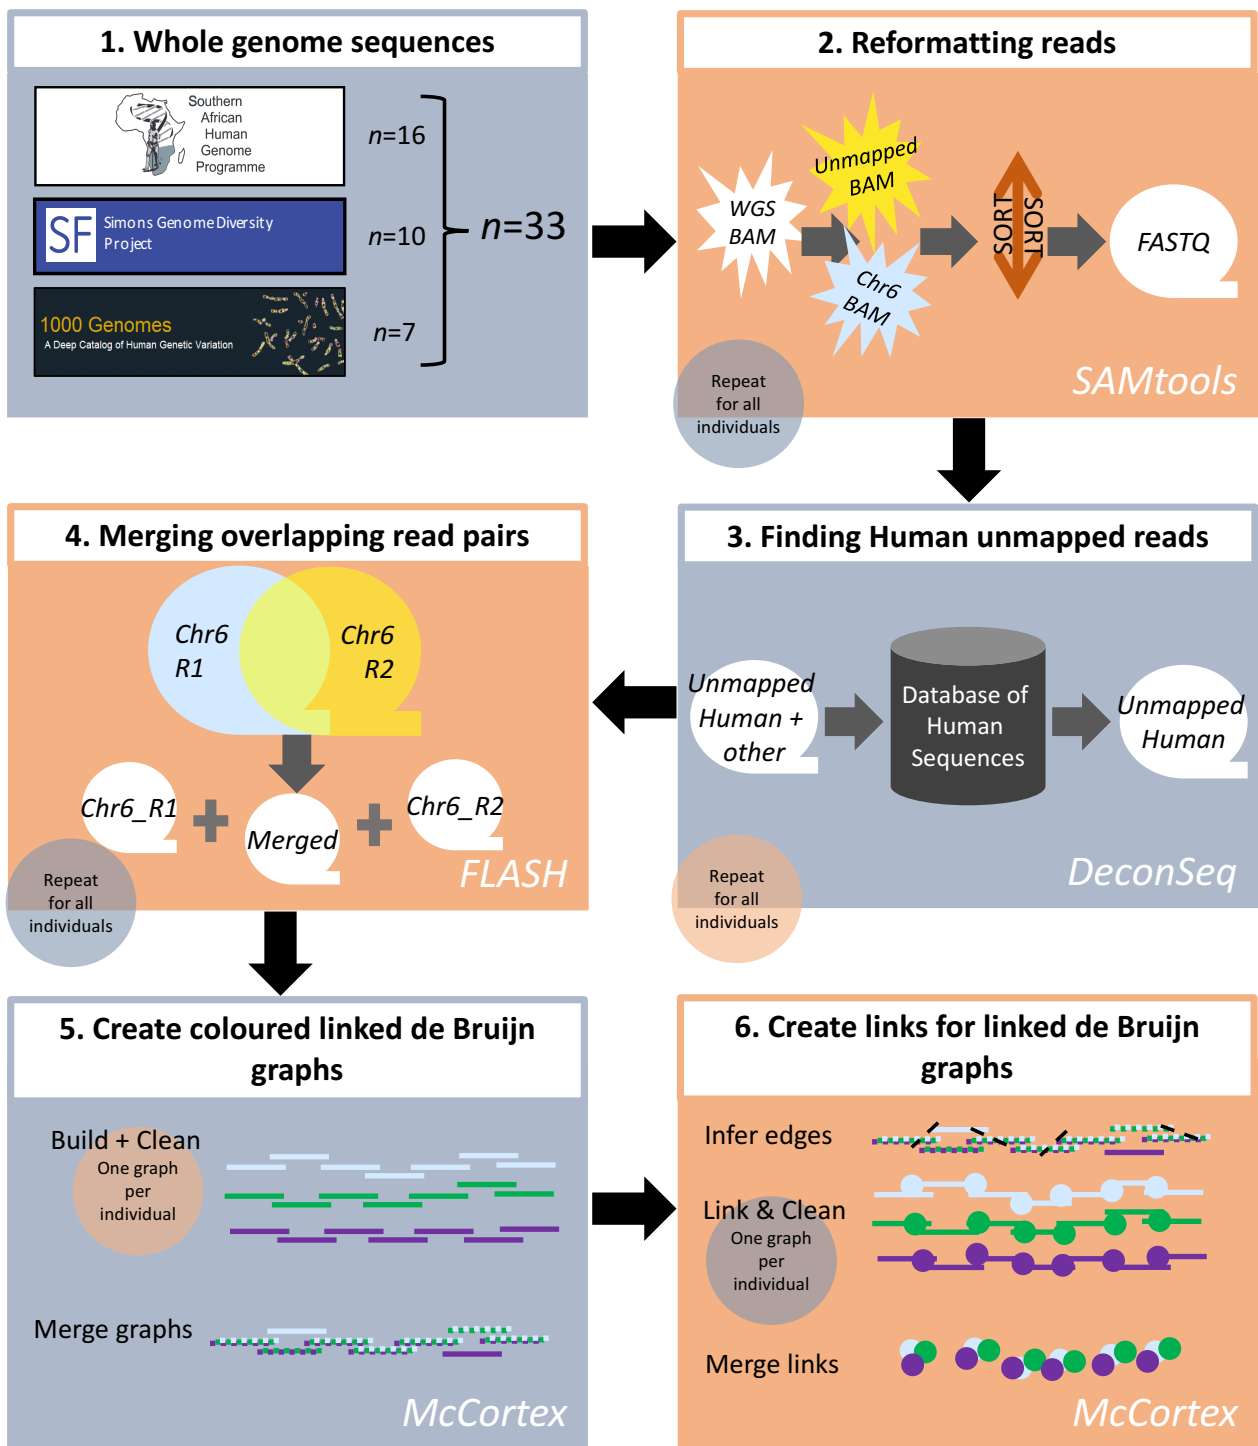 1. Whole genome sequences
Southern
African
Human
Genome
Programme
n=16
SF
Simons Genome Diversity
Project
n=10
n=33
1000 Genomes
A Deep Catalog of Human Genetic Variation
n=7
2. Reformatting reads
WGS
BAM
Unmapped
BAM
Chr6
BAM
SORT
SORT
FASTQ
SAMtools
Repeat
for all
individuals
3. Finding Human unmapped reads
Unmapped
Human +
other
Database of
Human
Sequences
Unmapped
Human
DeconSeq
Repeat
for all
individuals
4. Merging overlapping read pairs
Chr6
R1
Chr6
R2
Chr6_R1
Merged
Chr6_R2
FLASH
Repeat
for all
individuals
5. Create coloured linked de Bruijn
graphs
Build + Clean
One graph
per
individual
Merge graphs
McCortex
6. Create links for linked de Bruijn
graphs
Infer edges
Link & Clean
One graph
per
individual
Merge links
McCortex